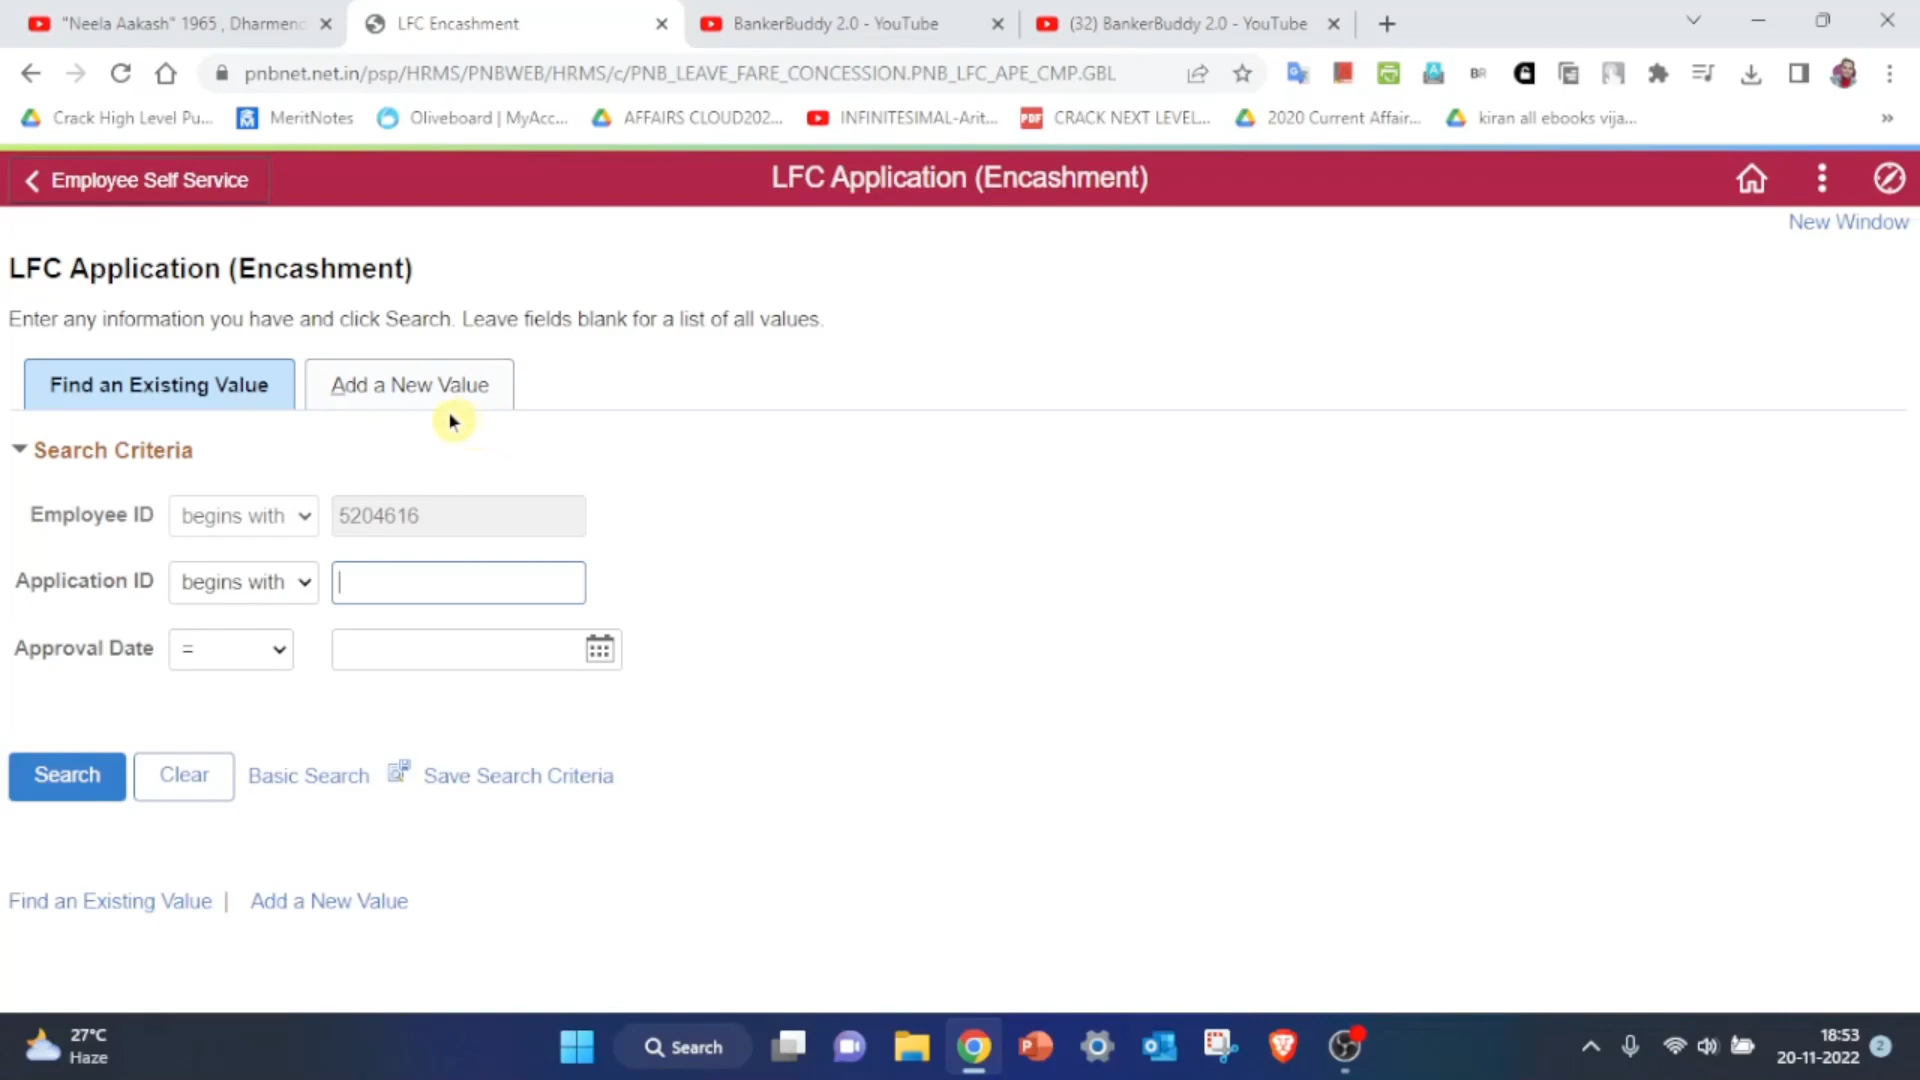 "Neela Aakash" 1965 , Dharmend
LFC Encashment
BankerBuddy 2.0 - YouTube
(32) BankerBuddy 2.0 - YouTube
pnbnet.net.in/psp/HRMS/PNBWEB/HRMS/c/PNB_LEAVE_FARE_CONCESSION.PNB_LFC_APE_CMP.GBL
BR
Crack High Level Pu...
MeritNotes
Oliveboard | MyAcc...
AFFAIRS CLOUD202...
INFINITESIMAL-Arit...
PDF
CRACK NEXT LEVEL...
2020 Current Affair...
kiran all ebooks vija...
»
Employee Self Service
LFC Application (Encashment)
New Window
LFC Application (Encashment)
Enter any information you have and click Search. Leave fields blank for a list of all values.
Find an Existing Value
Add a New Value
Search Criteria
Employee ID begins with 5204616
Application ID begins with
Approval Date =
Search Clear Basic Search Save Search Criteria
Find an Existing Value | Add a New Value
27°C
Haze
Search
18:53
20-11-2022
2